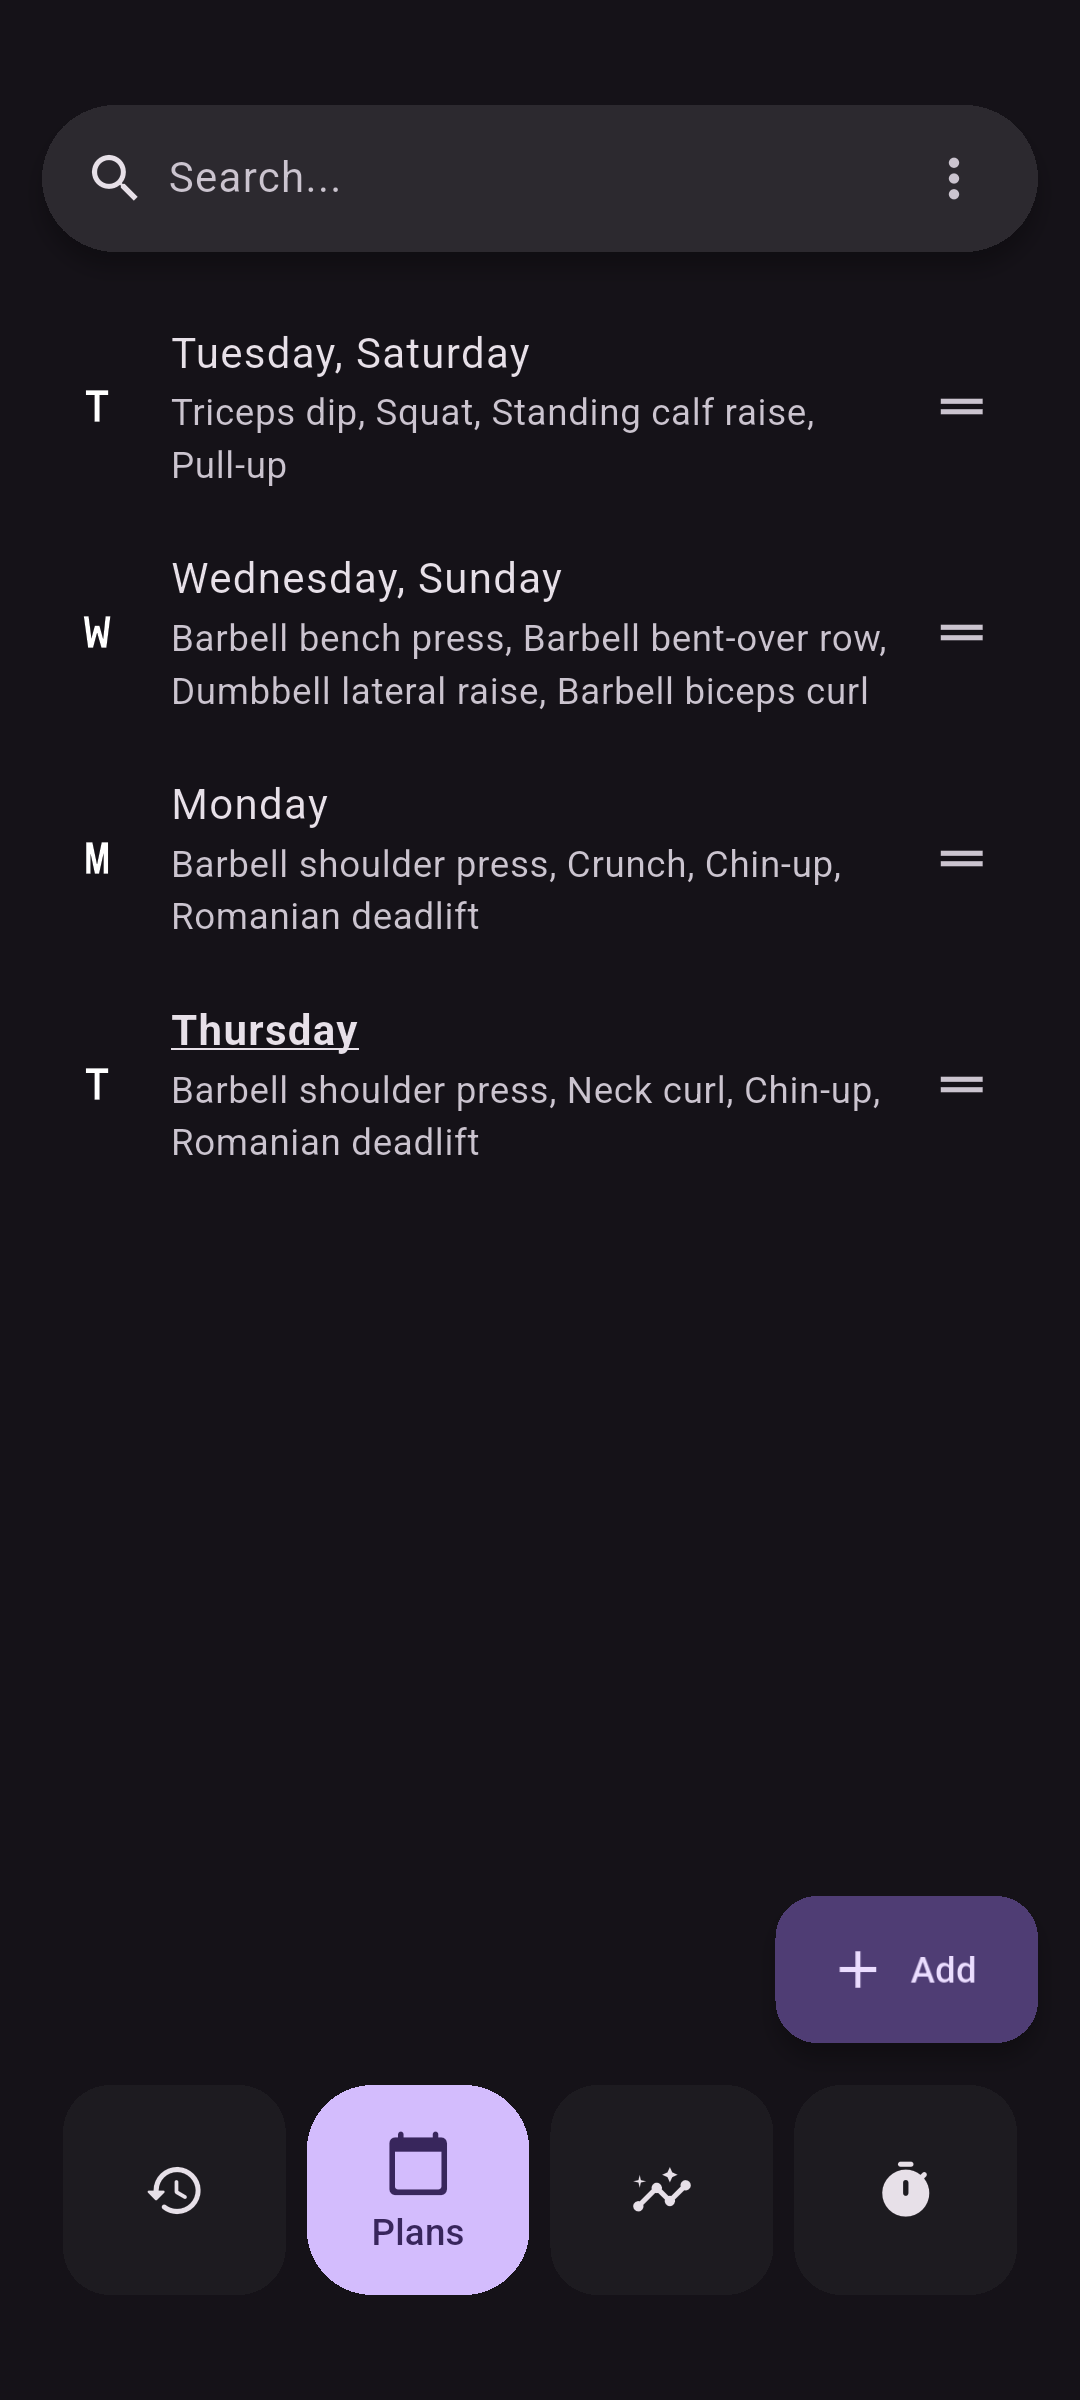 Search...
Tuesday, Saturday
T
Triceps dip, Squat, Standing calf raise,
Pull-up
Wednesday, Sunday
W
Barbell bench press, Barbell bent-over row,
Dumbbell lateral raise, Barbell biceps curl
Monday
M
Barbell shoulder press, Crunch, Chin-up,
Romanian deadlift
Thursday
T
Barbell shoulder press, Neck curl, Chin-up,
Romanian deadlift
Add
Plans